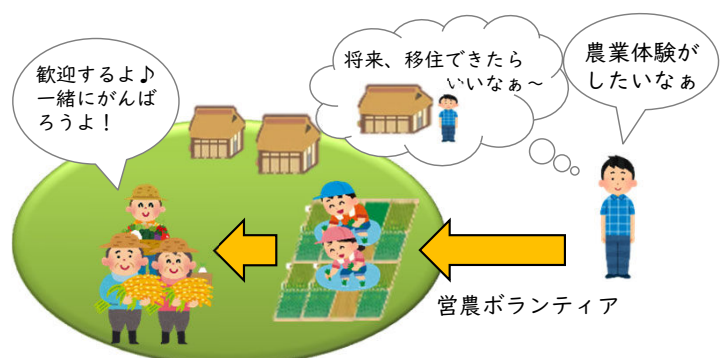 歓迎するよ♪
一緒にがんば
ろうよ！
将来、移住できたら
いいなぁ～
農業体験が
したいなぁ
営農ボランティア